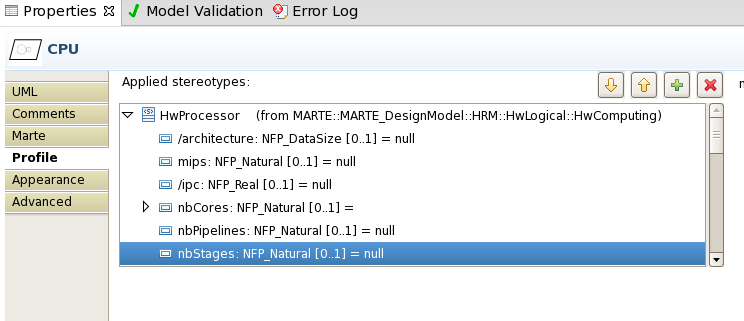 Properties Model Validation Error Log
CPU
UML
Comments
Marte
Profile
Appearance
Advanced
Applied stereotypes:
HwProcessor (from MARTE::MARTE_DesignModel::HRM::HwLogical::HwComputing)
/architecture: NFP_DataSize [0..1] = null
mips: NFP_Natural [0..1] = null
/ipc: NFP_Real [0..1] = null
nbCores: NFP_Natural [0..1] =
nbPipelines: NFP_Natural [0..1] = null
nbStages: NFP_Natural [0..1] = null